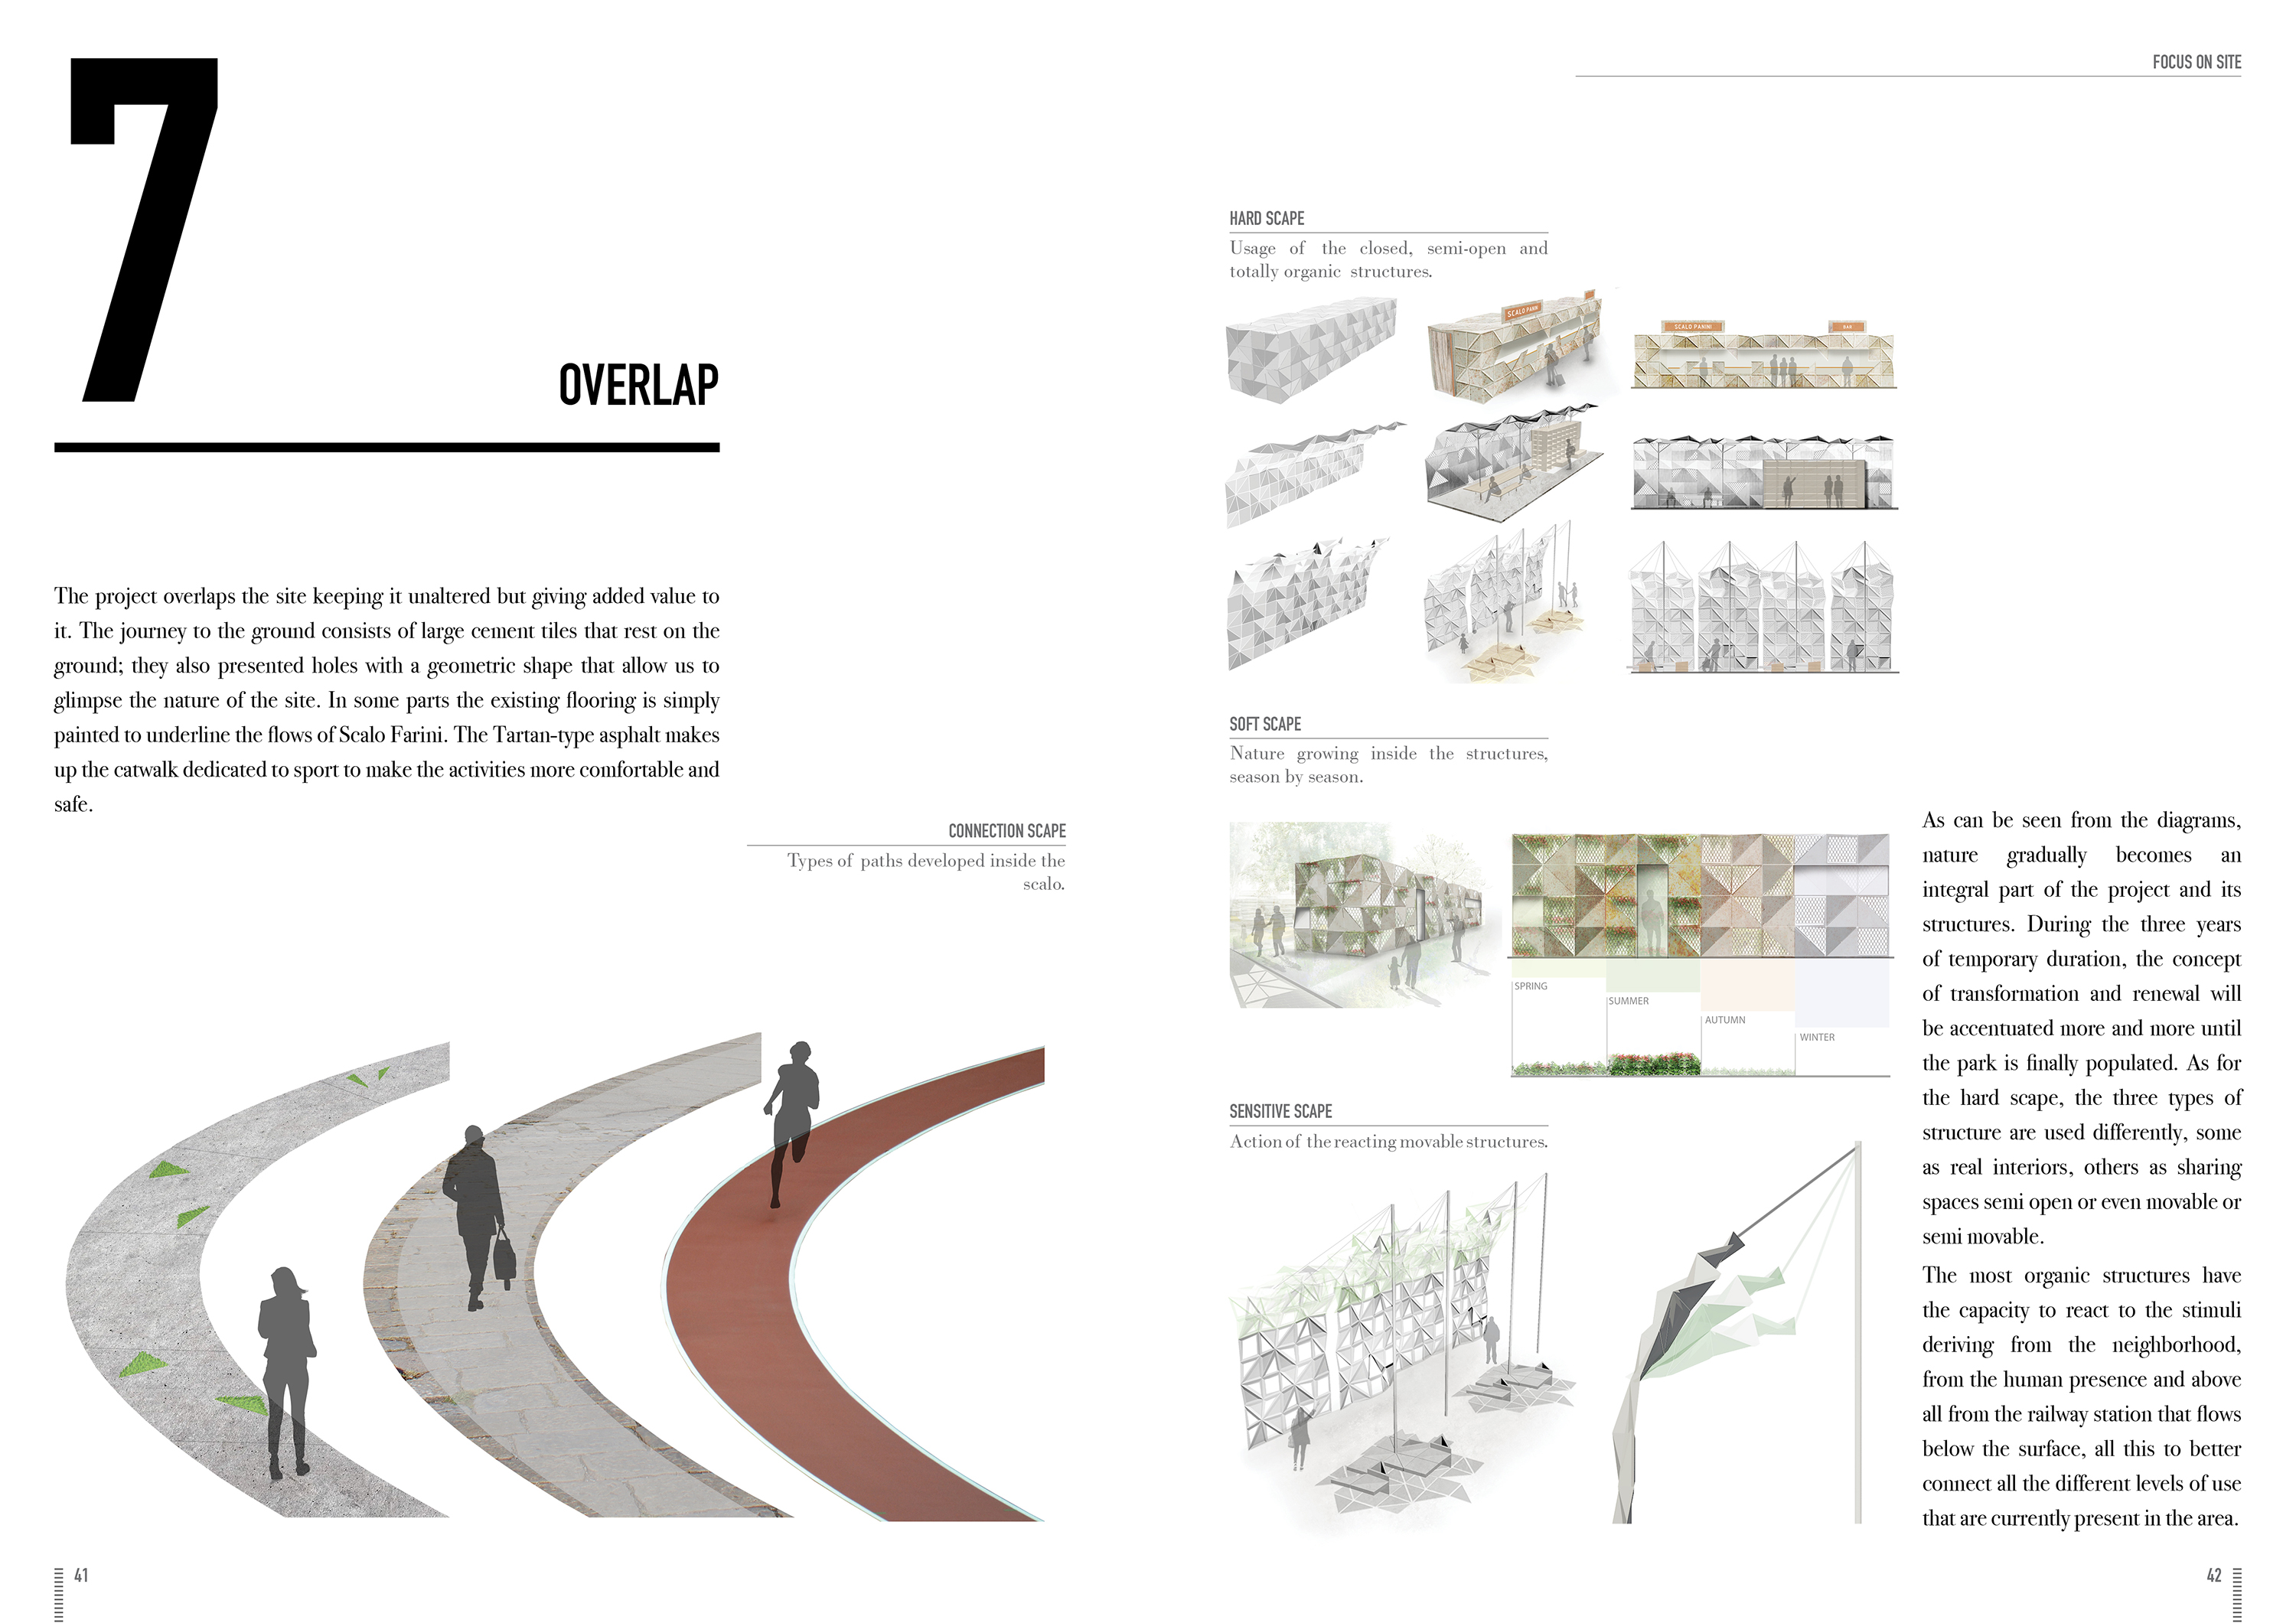 7
OVERLAP
The project overlaps the site keeping it unaltered but giving added value to
it. The journey to the ground consists of large cement tiles that rest on the
ground; they also presented holes with a geometric shape that allow us to
glimpse the nature of the site. In some parts the existing flooring is simply
painted to underline the flows of Scalo Farini. The Tartan-type asphalt makes
up the catwalk dedicated to sport to make the activities more comfortable and
safe.
CONNECTION SCAPE
Types of paths developed inside the
scalo.
41
FOCUS ON SITE
HARD SCAPE
Usage of the closed, semi-open and
totally organic structures.
SCALO PANINI
SCALO PANINI
BAR
SOFT SCAPE
Nature growing inside the structures,
season by season.
SPRING
SUMMER
AUTUMN
WINTER
SENSITIVE SCAPE
Action of the reacting movable structures.
As can be seen from the diagrams,
nature gradually becomes an
integral part of the project and its
structures. During the three years
of temporary duration, the concept
of transformation and renewal will
be accentuated more and more until
the park is finally populated. As for
the hard scape, the three types of
structure are used differently, some
as real interiors, others as sharing
spaces semi open or even movable or
semi movable.
The most organic structures have
the capacity to react to the stimuli
deriving from the neighborhood,
from the human presence and above
all from the railway station that flows
below the surface, all this to better
connect all the different levels of use
that are currently present in the area.
42